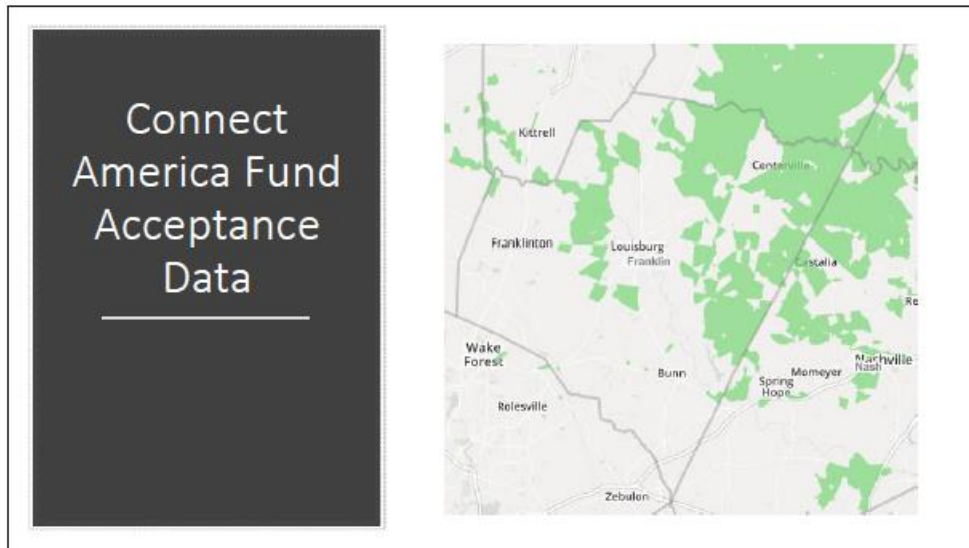 Connect
America Fund
Acceptance
Data
Kittrell
Centerville
Franklinton
Louisburg
Franklin
Castalia
Re
Wake
Forest
Bunn
Spring
Hope
Momeyer
Nashville
Nash
Rolesville
Zebulon